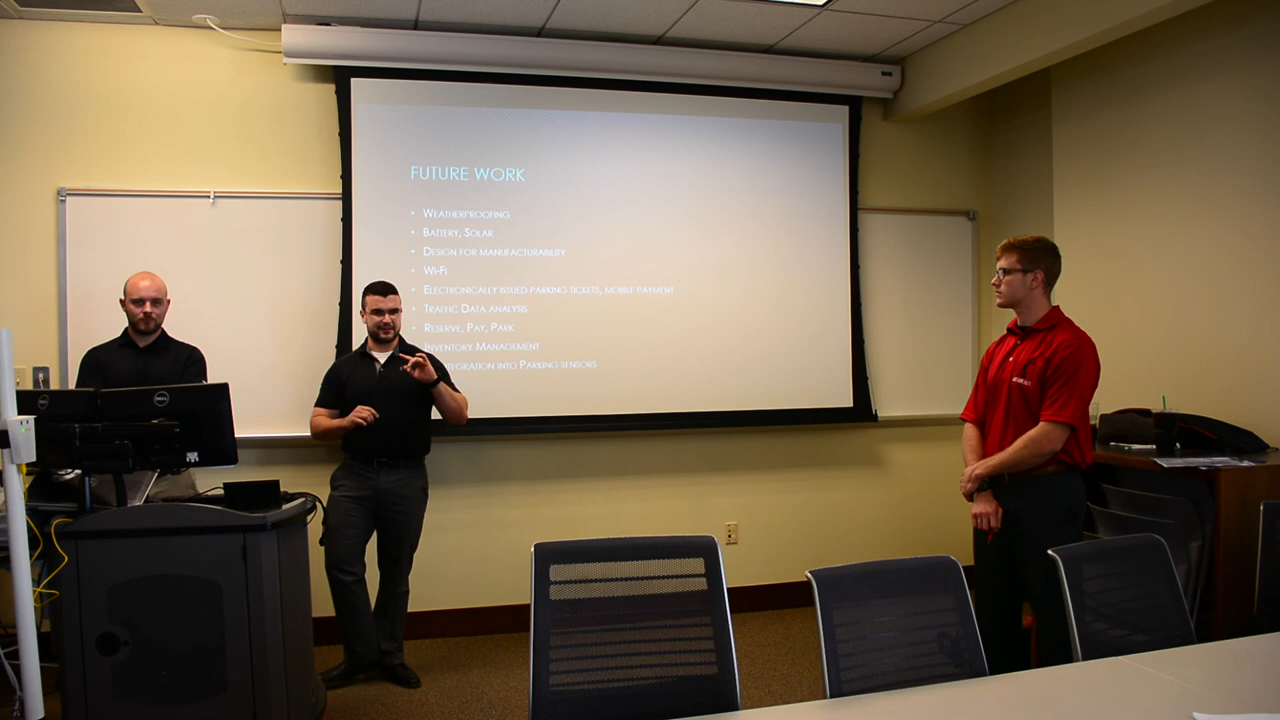 FUTURE WORK
• WEATHERPROOFING
• BATTERY, SOLAR
• DESIGN FOR MANUFACTURABILITY
• WI-FI
• ELECTRONICALLY ISSUED PARKING TICKETS, MOBILE PAYMENT
• TRAFFIC DATA ANALYSIS
• RESERVE, PAY, PARK
INVENTORY MANAGEMENT
INTO PARKING SENSORS
DELL